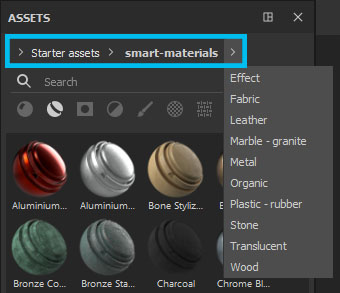 ASSETS
Starter assets
smart-materials
Search
Effect
Fabric
Leather
Marble - granite
Metal
Organic
Plastic - rubber
Stone
Translucent
Wood
Aluminium... Aluminium... Bone Styliz...
Bronze Co... Bronze Sta... Charcoal Chrome Bl...